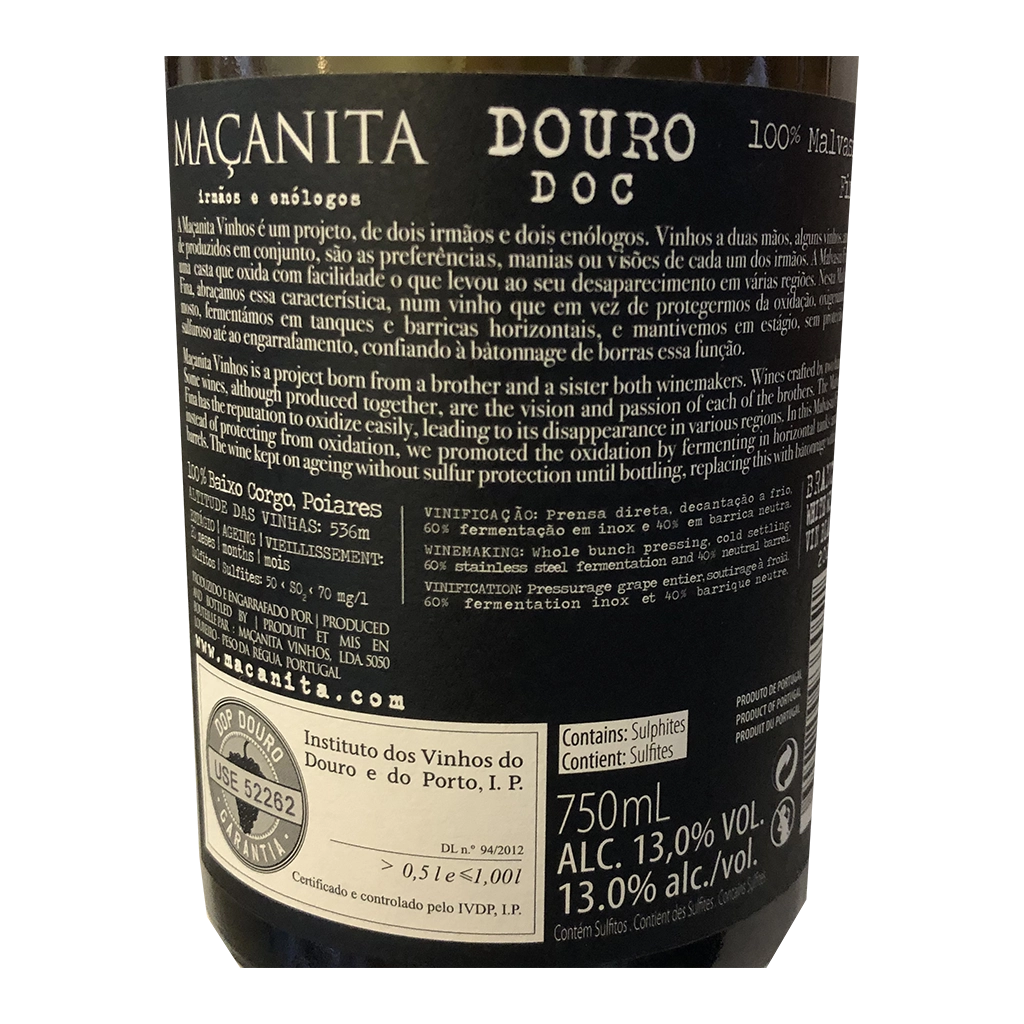 MAÇANITA
irmãos e enólogos
DOURO
DOC
100% Malvas
Fi
A Maçanita Vinhos é um projeto, de dois irmãos e dois enólogos. Vinhos a duas mãos, alguns vinhos
de produzidos em conjunto, são as preferências, manias ou visões de cada um dos irmãos. A Malvasia
uma casta que oxida com facilidade o que levou ao seu desaparecimento em várias regiões. Nesta
Fina, abraçamos essa característica, num vinho que em vez de protegermos da oxidação,
mosto, fermentámos em tanques e barricas horizontais, e mantivemos em estágio, sem
sulfuroso até ao engarrafamento, confiando à bâtonnage de borras essa função.
Maçanita Vinhos is a project born from a brother and a sister both winemakers. Wines crafted by
Some wines, although produced together, are the vision and passion of each of the brothers. The
Fina has the reputation to oxidize easily, leading to its disappearance in various regions. In this Malvasia
instead of protecting from oxidation, we promoted the oxidation by fermenting in horizontal tanks
barrels. The wine kept on ageing without sulfur protection until bottling, replacing this with bâtonnage
100% Baixo Corgo, Poiares
ALTITUDE DAS VINHAS: 536m
ESTÁGIO | AGEING | VIEILLISSEMENT:
meses | months | mois
Sulfitos | Sulfites: 50 < SO2 < 70 mg/l
PRODUZIDO E ENGARRAFADO POR | PRODUCED
AND BOTTLED BY | PRODUIT ET MIS EN
BOUTEILLE PAR : MAÇANITA VINHOS, LDA. 5050
LOUREIRO - PESO DA RÉGUA PORTUGAL
www.maçanita.com
VINIFICAÇÃO: Prensa direta, decantação a frio,
60% fermentação em inox e 40% em barrica neutra.
WINEMAKING: Whole bunch pressing, cold settling,
60% stainless steel fermentation and 40% neutral barrel.
VINIFICATION: Pressurage grape entier, soutirage à froid.
60% fermentation inox et 40% barrique neutre.
PRODUTO DE PORTUGAL
PRODUCT OF PORTUGAL
PRODUIT DU PORTUGAL
DOP DOURO
USE 52262
GARANTIA
Instituto dos Vinhos do
Douro e do Porto, I. P.
DL n.º 94/2012
> 0,5 l e ≤1,00l
Certificado e controlado pelo IVDP, I.P.
Contains: Sulphites
Contient: Sulfites
750mL
ALC. 13,0% VOL.
13.0% alc./vol.
Contém Sulfitos . Contient des Sulfites . Contains Sulfites